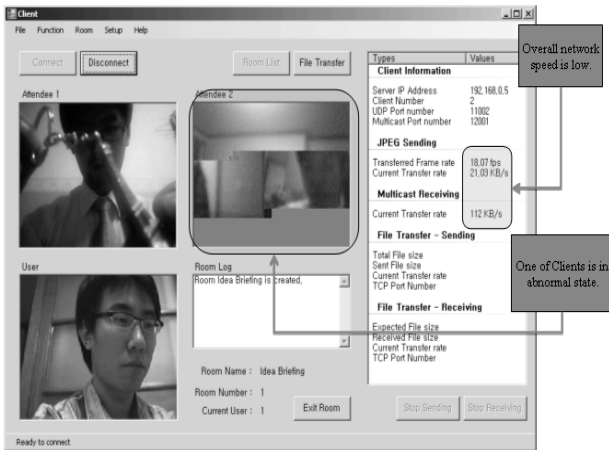 Client
File Function Room Setup Help
Connect Disconnect Room List File Transfer
Attendee 1
Attendee 2
User
Room Log
Room Idea Briefing is created,
Room Name : Idea Briefing
Room Number : 1
Current User : 1
Exit Room
Types Values
Client Information
Server IP Address 192,168,0,5
Client Number 2
UDP Port number 11002
Multicast Port number 12001
JPEG Sending
Transferred Frame rate 18,07 fps
Current Transfer rate 21,03 KB/s
Multicast Receiving
Current Transfer rate 112 KB/s
File Transfer - Sending
Total File size
Sent File size
Current Transfer rate
TCP Port Number
File Transfer - Receiving
Expected File size
Received File size
Current Transfer rate
TCP Port Number
Stop Sending Stop Receiving
Ready to connect
Overall network
speed is low.
One of Clients is in
abnormal state.